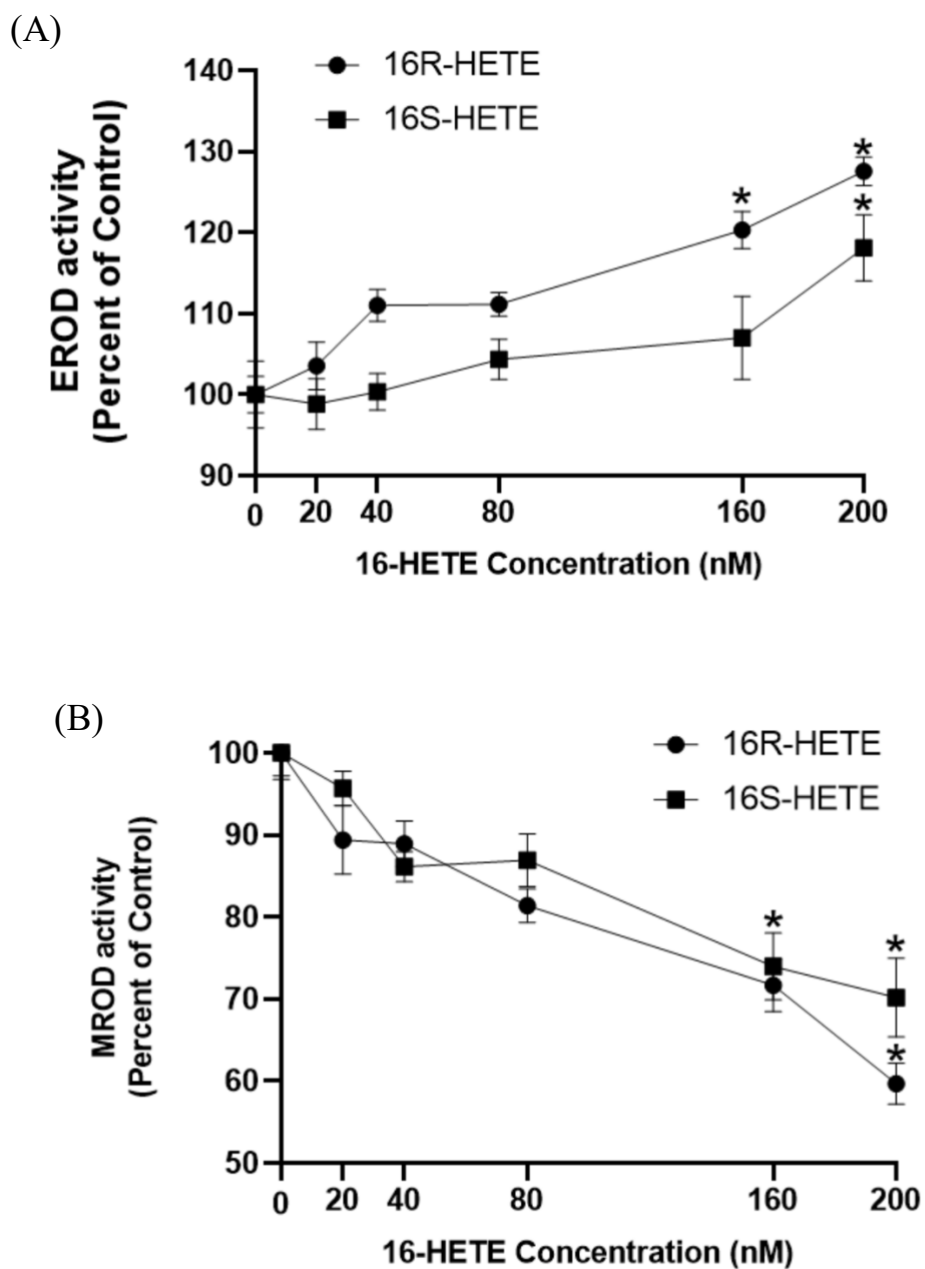 (A)
140
130
120
110
100
90
EROD activity
(Percent of Control)
16R-HETE
16S-HETE
*
*
*
0 20 40 80 160 200
16-HETE Concentration (nM)
(B)
100
90
80
70
60
50
MROD activity
(Percent of Control)
16R-HETE
16S-HETE
*
*
*
0 20 40 80 160 200
16-HETE Concentration (nM)